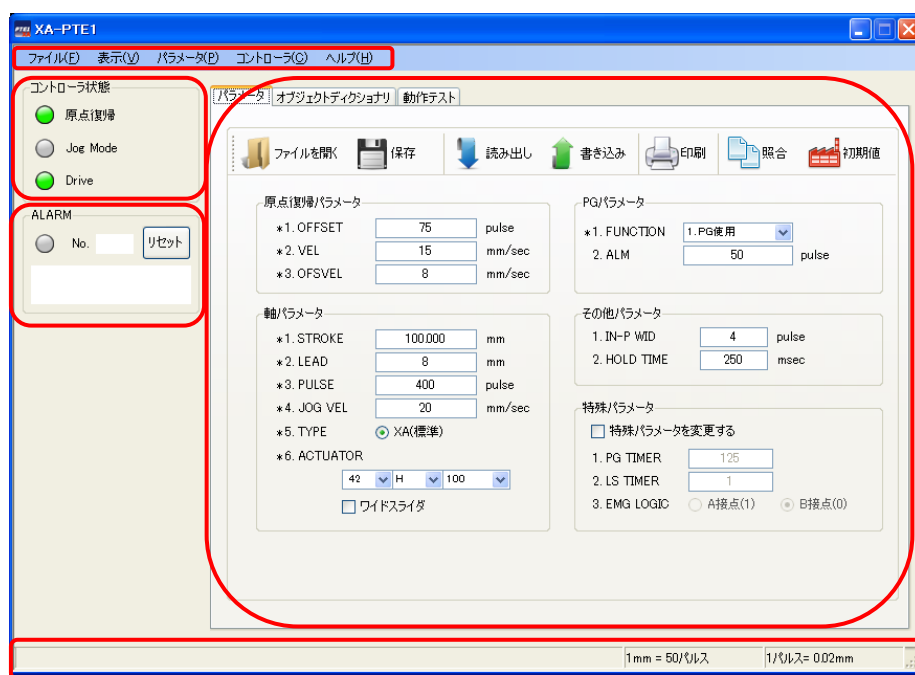 PTE1 XA-PTE1
ファイル(F) 表示(V) パラメータ(P) コントローラ(C) ヘルプ(H)
コントローラ状態
原点復帰
Jog Mode
Drive
ALARM
No. リセット
パラメータ オブジェクトディクショナリ 動作テスト
ファイルを開く 保存 読み出し 書き込み 印刷 照合 初期値
原点復帰パラメータ
*1. OFFSET 75 pulse
*2. VEL 15 mm/sec
*3. OFSVEL 8 mm/sec
PGパラメータ
*1. FUNCTION 1.PG使用
2. ALM 50 pulse
軸パラメータ
*1. STROKE 100.000 mm
*2. LEAD 8 mm
*3. PULSE 400 pulse
*4. JOG VEL 20 mm/sec
*5. TYPE XA(標準)
*6. ACTUATOR
42 H 100
ワイドスライダ
その他パラメータ
1. IN-P WID 4 pulse
2. HOLD TIME 250 msec
特殊パラメータ
特殊パラメータを変更する
1. PG TIMER 125
2. LS TIMER 1
3. EMG LOGIC A接点(1) B接点(0)
1mm = 50パルス 1パルス= 0.02mm